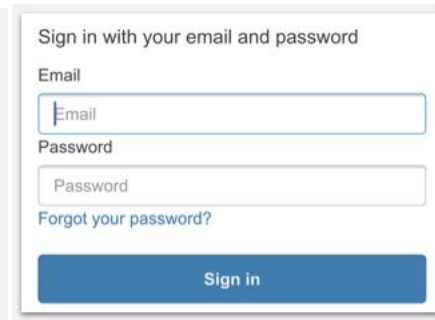 Sign in with your email and password
Email
Email
Password
Password
Forgot your password?
Sign in